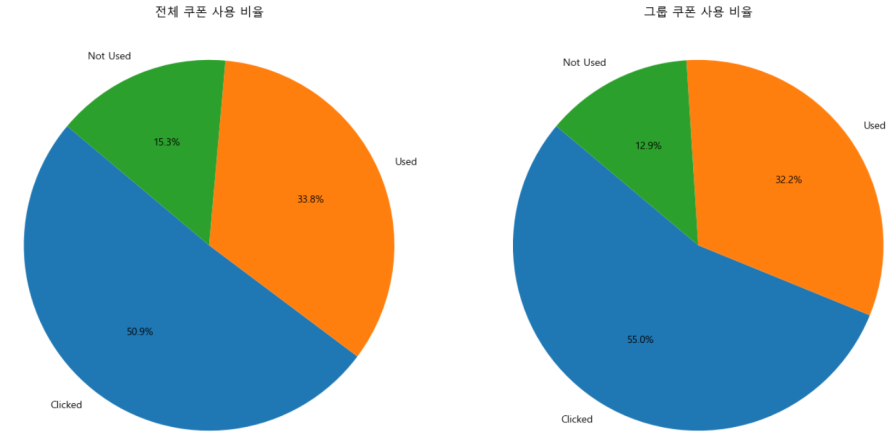 전체 쿠폰 사용 비율
Not Used
15.3%
Used
33.8%
50.9%
Clicked
그룹 쿠폰 사용 비율
Not Used
12.9%
Used
32.2%
55.0%
Clicked